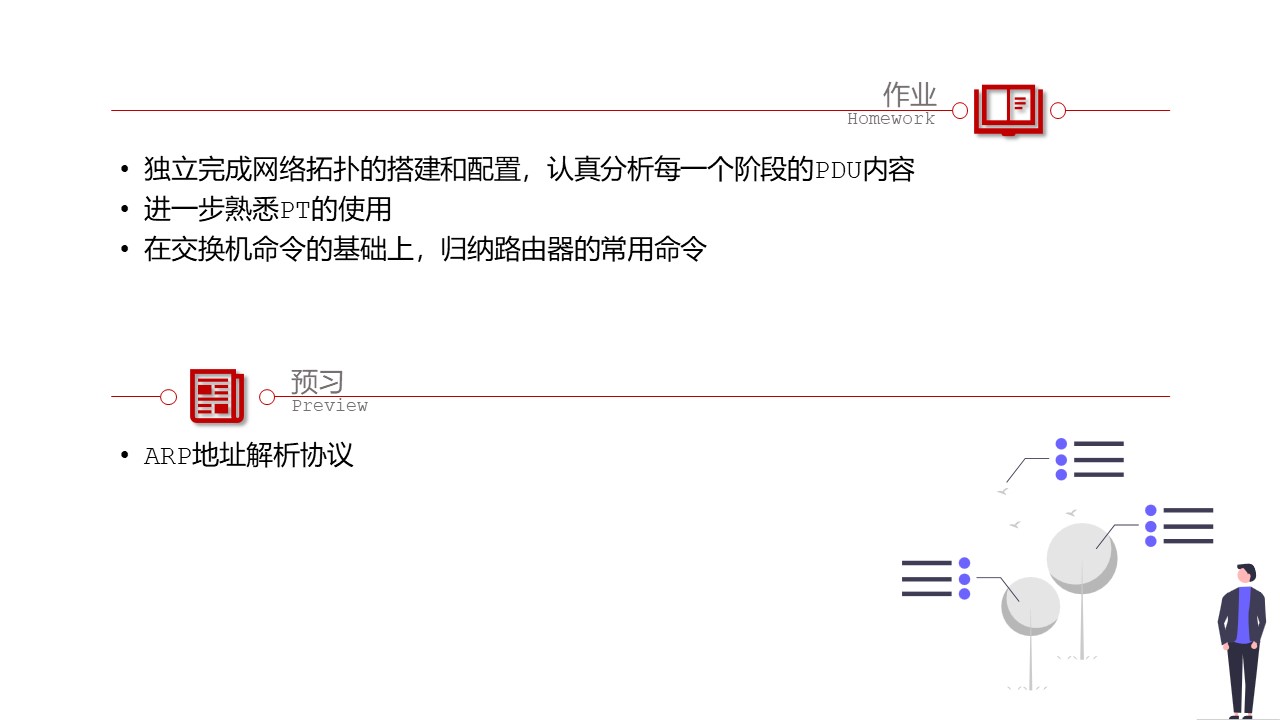 作业
Homework
• 独立完成网络拓扑的搭建和配置，认真分析每一个阶段的PDU内容
• 进一步熟悉PT的使用
• 在交换机命令的基础上，归纳路由器的常用命令
预习
Preview
• ARP地址解析协议